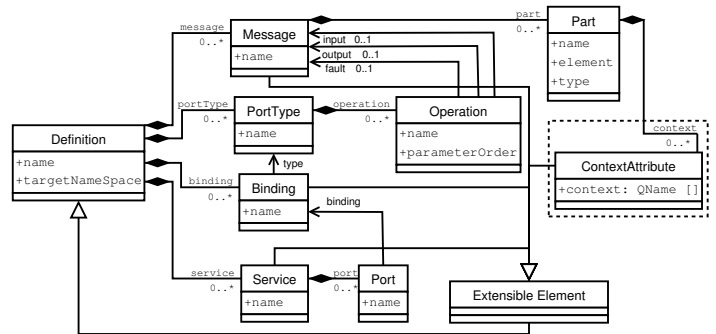 message
0..*
Message
+name
input 0..1
output 0..1
fault 0..1
part
0..*
Part
+name
+element
+type
Definition
+name
+targetNameSpace
portType
0..*
PortType
+name
operation
0..*
Operation
+name
+parameterOrder
context
0..*
ContextAttribute
+context: QName []
type
binding
0..*
Binding
+name
binding
service
0..*
Service
+name
port
0..*
Port
+name
Extensible Element